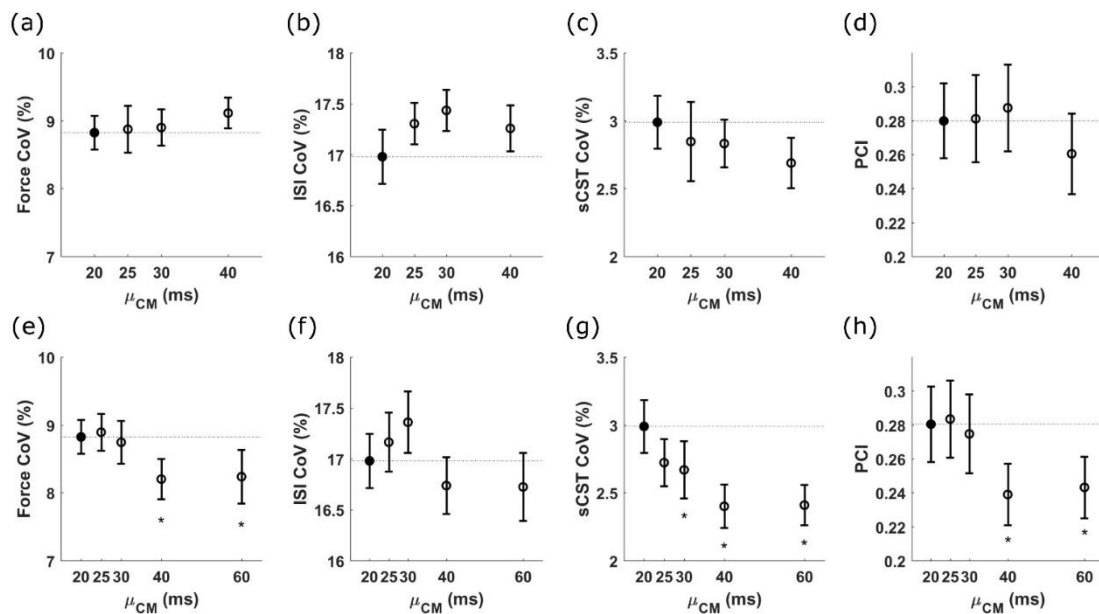 (a)
(b)
(c)
(d)
10
9
8
7
Force CoV (%)
20 25 30 40
μCM (ms)
18
17.5
17
16.5
16
ISI CoV (%)
20 25 30 40
μCM (ms)
3.5
3
2.5
2
sCST CoV (%)
20 25 30 40
μCM (ms)
0.3
0.28
0.26
0.24
0.22
0.2
PCI
20 25 30 40
μCM (ms)
(e)
(f)
(g)
(h)
10
9
8
7
Force CoV (%)
* *
20 25 30 40 60
μCM (ms)
18
17.5
17
16.5
16
ISI CoV (%)
20 25 30 40 60
μCM (ms)
3.5
3
2.5
2
sCST CoV (%)
* * *
20 25 30 40 60
μCM (ms)
0.3
0.28
0.26
0.24
0.22
0.2
PCI
* *
20 25 30 40 60
μCM (ms)